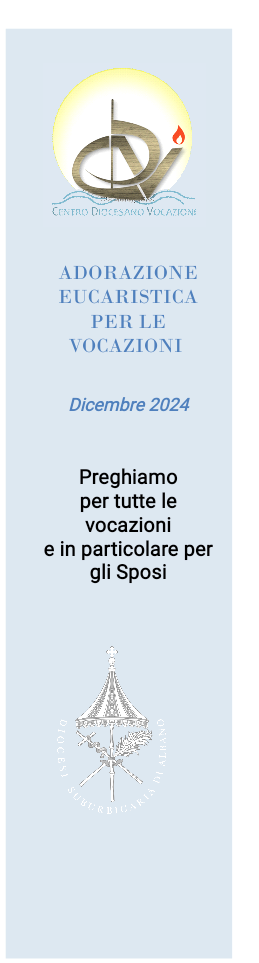 CENTRO DIOCESANO VOCAZIONI
ADORAZIONE
EUCARISTICA
PER LE
VOCAZIONI
Dicembre 2024
Preghiamo
per tutte le
vocazioni
e in particolare per
gli Sposi
DIOCESI SUBURBICARIA DI ALBANO